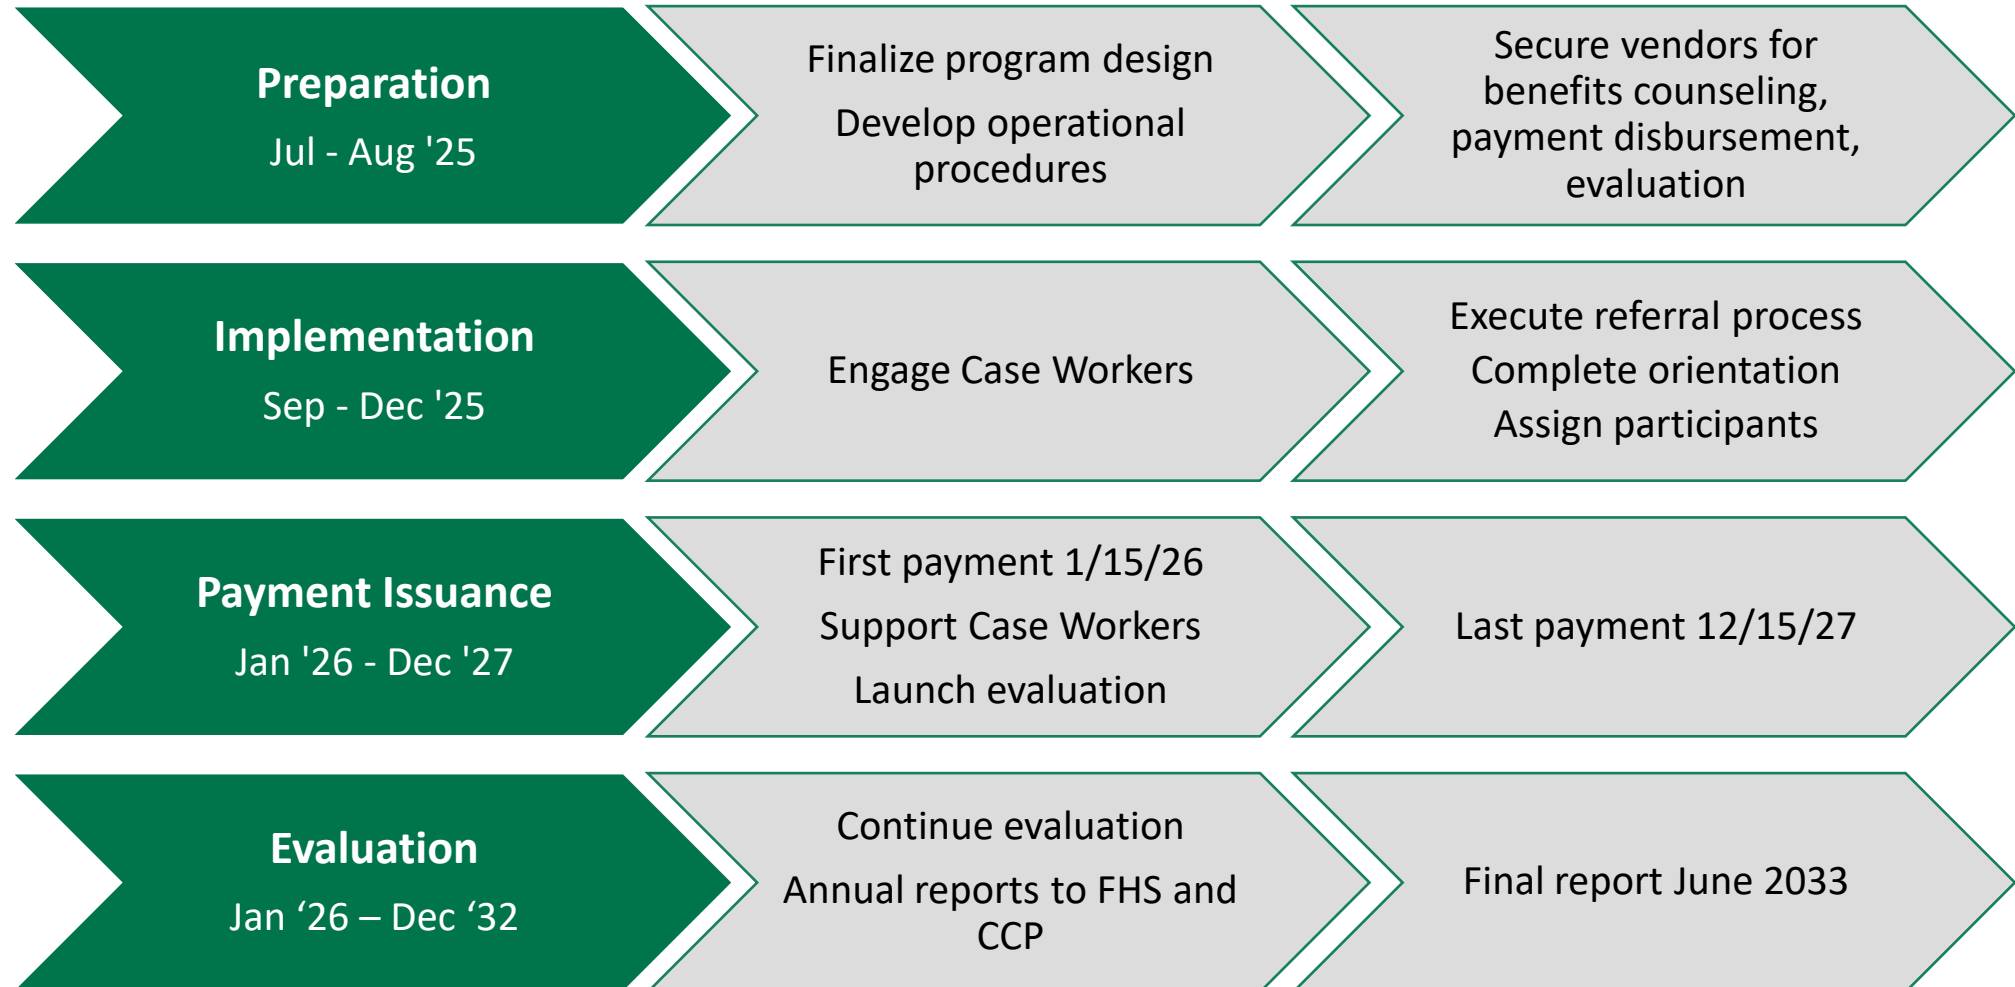 Preparation
Jul - Aug '25
Finalize program design
Develop operational
procedures
Secure vendors for
benefits counseling,
payment disbursement,
evaluation
Implementation
Sep - Dec '25
Engage Case Workers
Execute referral process
Complete orientation
Assign participants
Payment Issuance
Jan '26 - Dec '27
First payment 1/15/26
Support Case Workers
Launch evaluation
Last payment 12/15/27
Evaluation
Jan ‘26 – Dec ‘32
Continue evaluation
Annual reports to FHS and
CCP
Final report June 2033